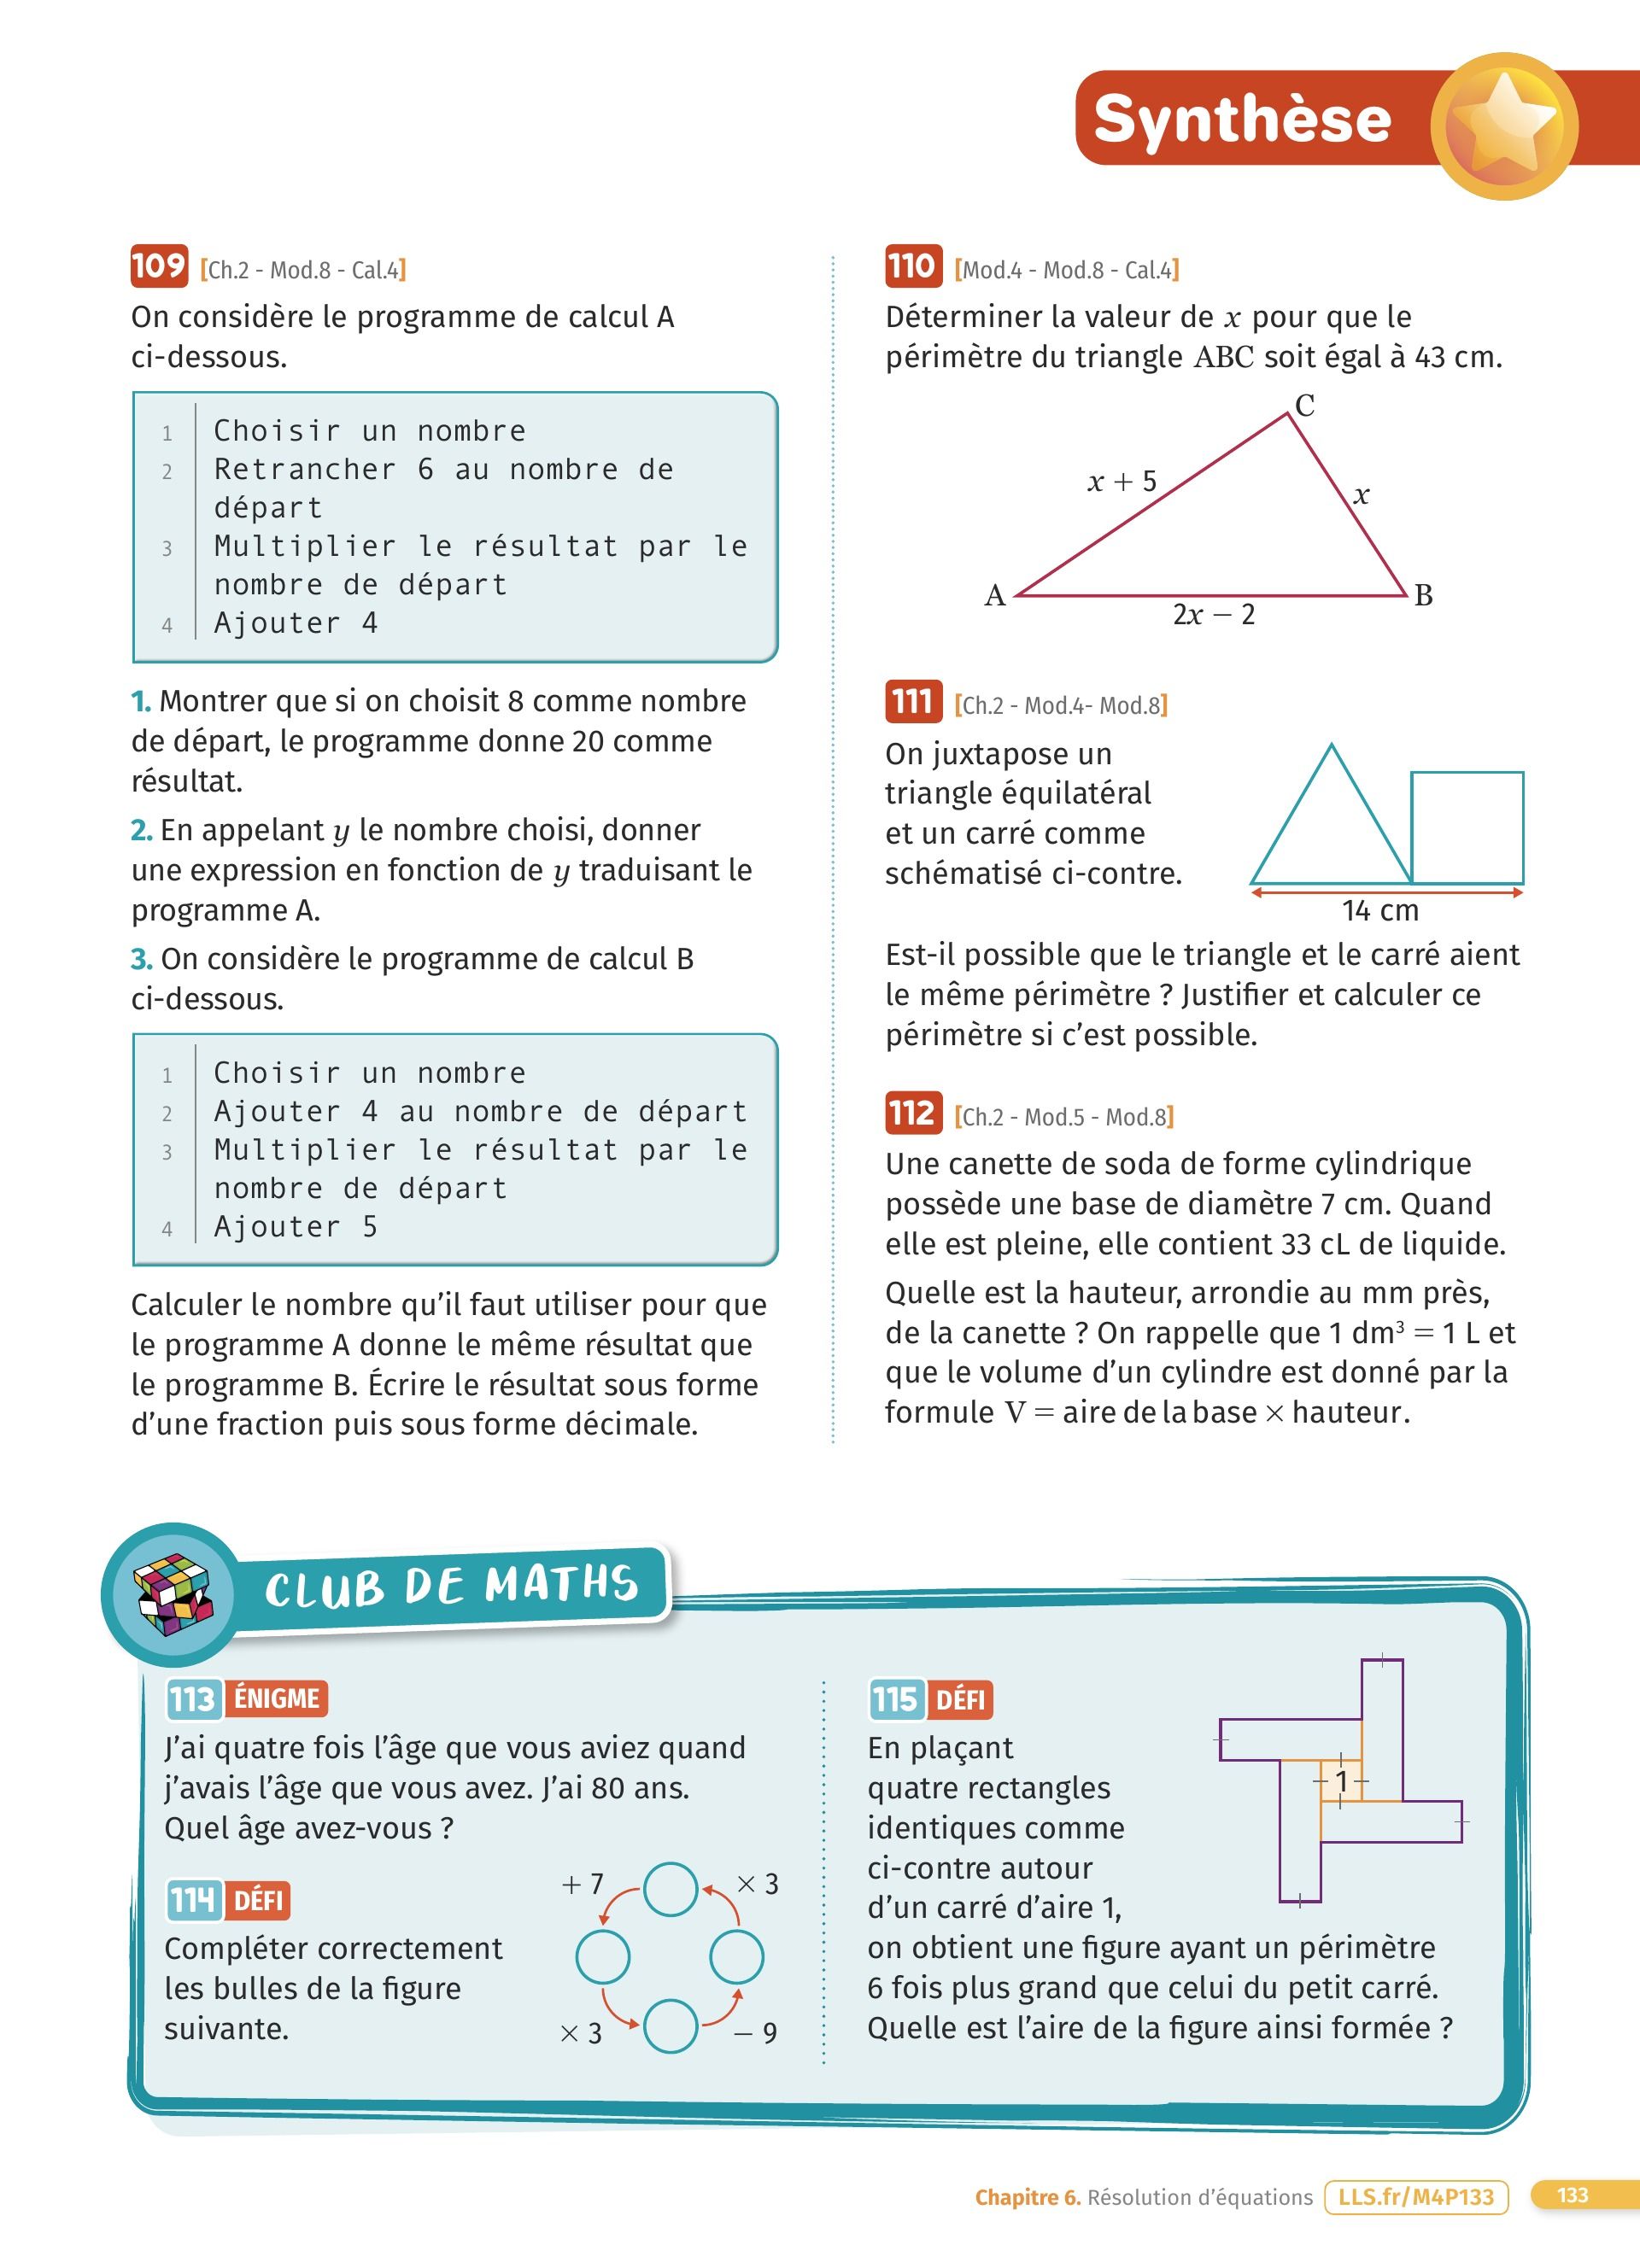 Synthèse
109 [Ch.2 - Mod.8 - Cal.4]
On considère le programme de calcul A
ci-dessous.
1 Choisir un nombre
2 Retrancher 6 au nombre de
départ
3 Multiplier le résultat par le
nombre de départ
4 Ajouter 4
1. Montrer que si on choisit 8 comme nombre
de départ, le programme donne 20 comme
résultat.
2. En appelant y le nombre choisi, donner
une expression en fonction de y traduisant le
programme A.
3. On considère le programme de calcul B
ci-dessous.
1 Choisir un nombre
2 Ajouter 4 au nombre de départ
3 Multiplier le résultat par le
nombre de départ
4 Ajouter 5
Calculer le nombre qu’il faut utiliser pour que
le programme A donne le même résultat que
le programme B. Écrire le résultat sous forme
d’une fraction puis sous forme décimale.
110 [Mod.4 - Mod.8 - Cal.4]
Déterminer la valeur de x pour que le
périmètre du triangle ABC soit égal à 43 cm.
C
x + 5
x
A
B
2x − 2
111 [Ch.2 - Mod.4- Mod.8]
On juxtapose un
triangle équilatéral
et un carré comme
schématisé ci-contre.
14 cm
Est-il possible que le triangle et le carré aient
le même périmètre ? Justifier et calculer ce
périmètre si c’est possible.
112 [Ch.2 - Mod.5 - Mod.8]
Une canette de soda de forme cylindrique
possède une base de diamètre 7 cm. Quand
elle est pleine, elle contient 33 cL de liquide.
Quelle est la hauteur, arrondie au mm près,
de la canette ? On rappelle que 1 dm³ = 1 L et
que le volume d’un cylindre est donné par la
formule V = aire de la base × hauteur.
CLUB DE MATHS
113 ÉNIGME
J’ai quatre fois l’âge que vous aviez quand
j’avais l’âge que vous avez. J’ai 80 ans.
Quel âge avez-vous ?
114 DÉFI
Compléter correctement
les bulles de la figure
suivante.
+ 7
× 3
× 3
− 9
115 DÉFI
En plaçant
quatre rectangles
identiques comme
ci-contre autour
d’un carré d’aire 1,
on obtient une figure ayant un périmètre
6 fois plus grand que celui du petit carré.
Quelle est l’aire de la figure ainsi formée ?
1
Chapitre 6. Résolution d’équations LLS.fr/M4P133 133